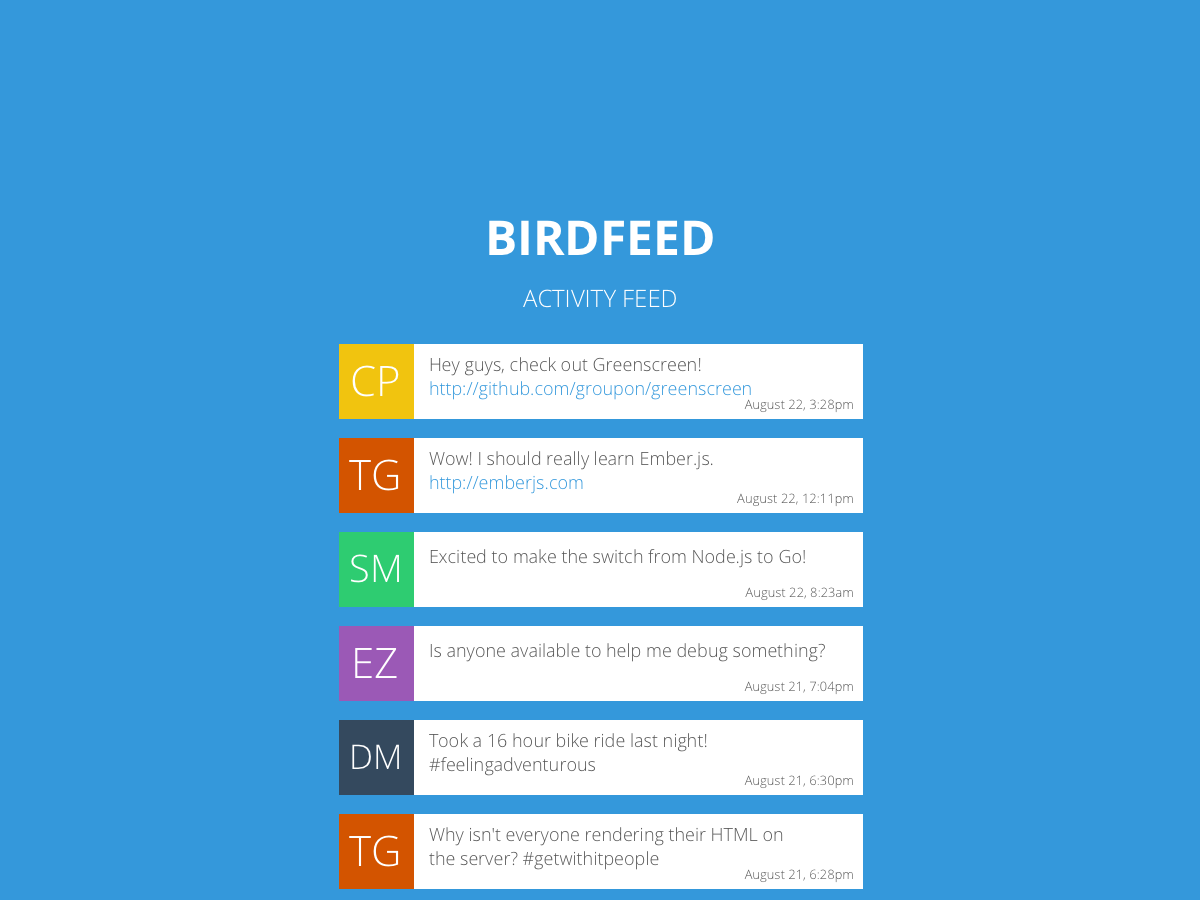 BIRDFEED
ACTIVITY FEED
CP
Hey guys, check out Greenscreen!
http://github.com/groupon/greenscreen
August 22, 3:28pm
TG
Wow! I should really learn Ember.js.
http://emberjs.com
August 22, 12:11pm
SM
Excited to make the switch from Node.js to Go!
August 22, 8:23am
EZ
Is anyone available to help me debug something?
August 21, 7:04pm
DM
Took a 16 hour bike ride last night!
#feelingadventurous
August 21, 6:30pm
TG
Why isn't everyone rendering their HTML on
the server? #getwithitpeople
August 21, 6:28pm